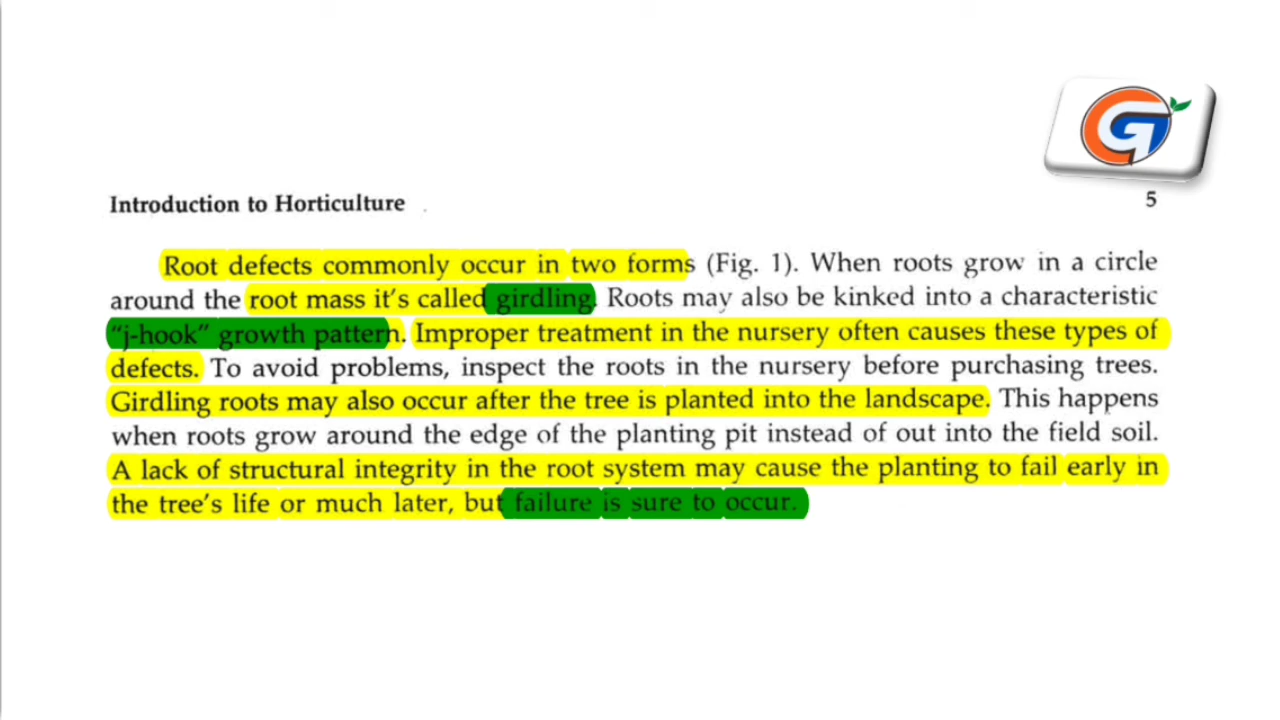 Introduction to Horticulture 5
Root defects commonly occur in two forms (Fig. 1). When roots grow in a circle
around the root mass it's called girdling. Roots may also be kinked into a characteristic
“j-hook” growth pattern. Improper treatment in the nursery often causes these types of
defects. To avoid problems, inspect the roots in the nursery before purchasing trees.
Girdling roots may also occur after the tree is planted into the landscape. This happens
when roots grow around the edge of the planting pit instead of out into the field soil.
A lack of structural integrity in the root system may cause the planting to fail early in
the tree's life or much later, but failure is sure to occur.